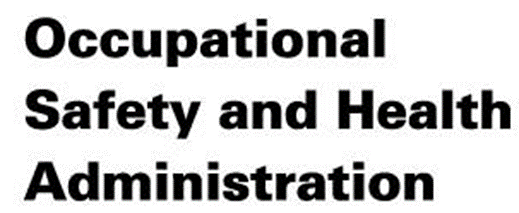 Occupational
Safety and Health
Administration